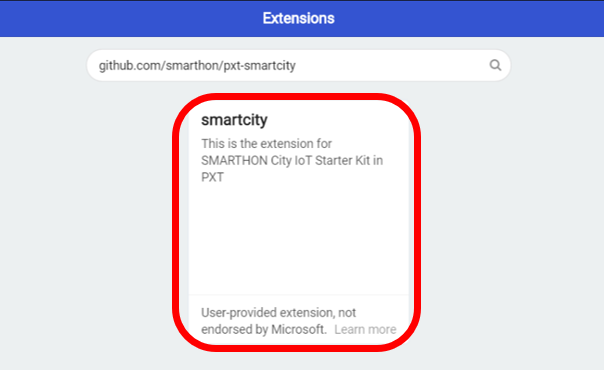 Extensions
github.com/smarthon/pxt-smartcity
smartcity
This is the extension for
SMARTHON City IoT Starter Kit in
PXT
User-provided extension, not
endorsed by Microsoft. Learn more